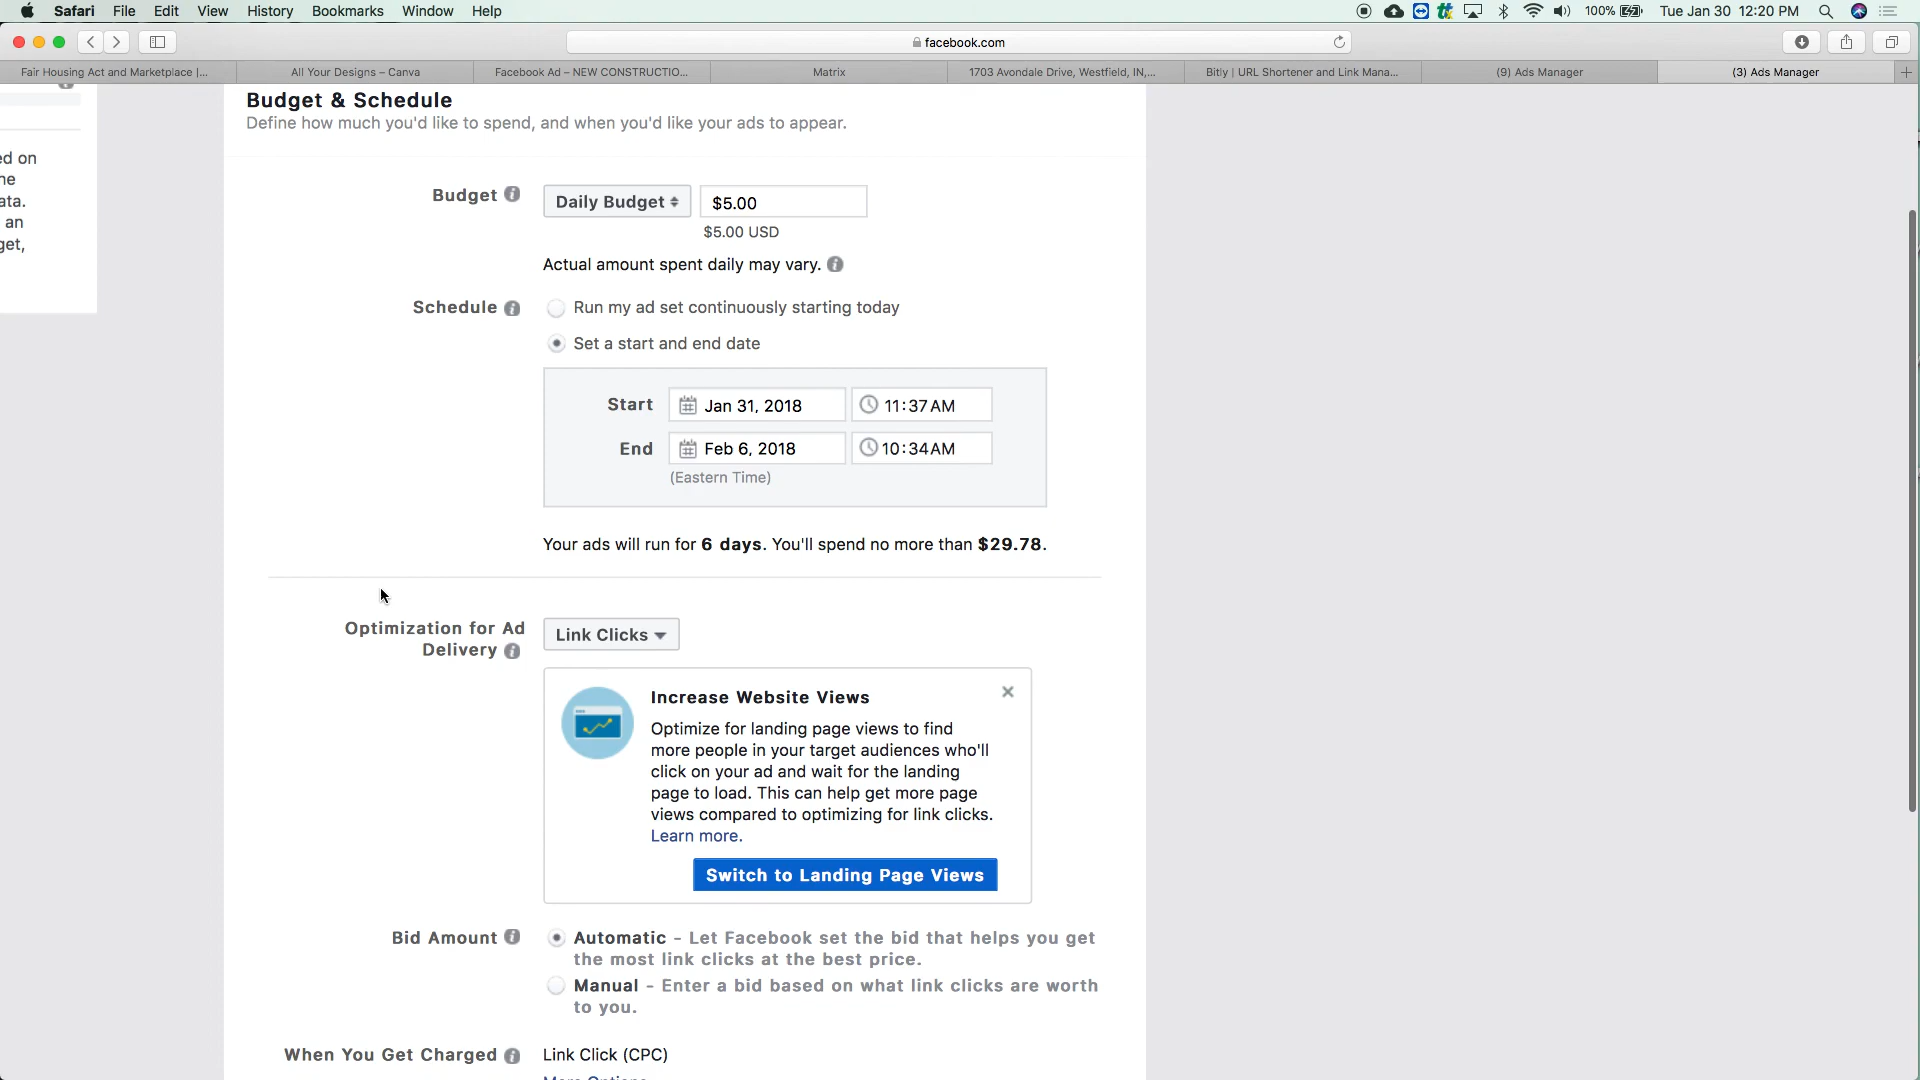 Safari File Edit View History Bookmarks Window Help 100% Tue Jan 30 12:20 PM
facebook.com
Fair Housing Act and Marketplace |... All Your Designs – Canva Facebook Ad – NEW CONSTRUCTIO... Matrix 1703 Avondale Drive, Westfield, IN,... Bitly | URL Shortener and Link Mana... (9) Ads Manager (3) Ads Manager
Budget & Schedule
Define how much you'd like to spend, and when you'd like your ads to appear.
ed on
ne
ata.
an
get,
Budget Daily Budget $5.00
$5.00 USD
Actual amount spent daily may vary.
Schedule Run my ad set continuously starting today
Set a start and end date
Start Jan 31, 2018 11:37AM
End Feb 6, 2018 10:34AM
(Eastern Time)
Your ads will run for 6 days. You'll spend no more than $29.78.
Optimization for Ad
Delivery
Link Clicks
Increase Website Views
Optimize for landing page views to find
more people in your target audiences who'll
click on your ad and wait for the landing
page to load. This can help get more page
views compared to optimizing for link clicks.
Learn more.
Switch to Landing Page Views
Bid Amount Automatic – Let Facebook set the bid that helps you get
the most link clicks at the best price.
Manual – Enter a bid based on what link clicks are worth
to you.
When You Get Charged Link Click (CPC)
More Options